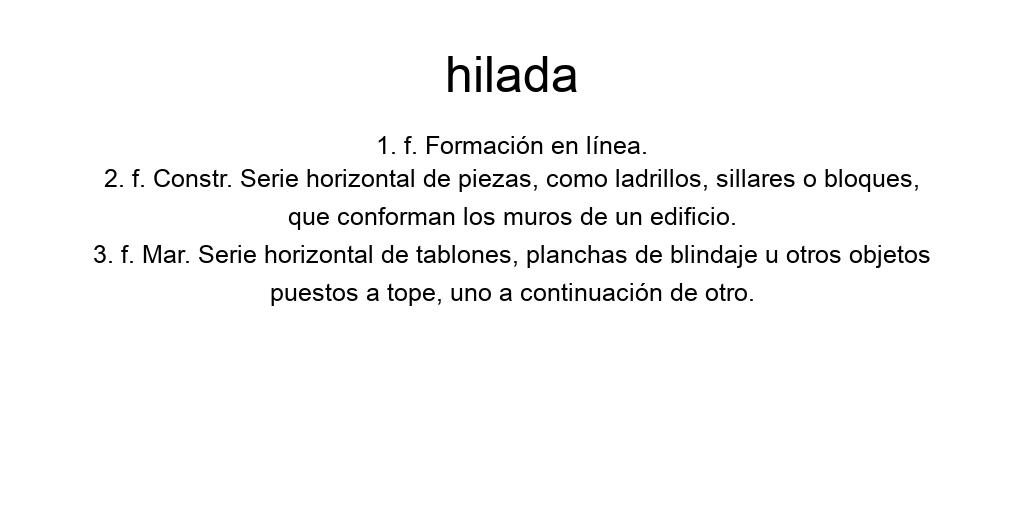 hilada
1. f. Formación en línea.
2. f. Constr. Serie horizontal de piezas, como ladrillos, sillares o bloques,
que conforman los muros de un edificio.
3. f. Mar. Serie horizontal de tablones, planchas de blindaje u otros objetos
puestos a tope, uno a continuación de otro.